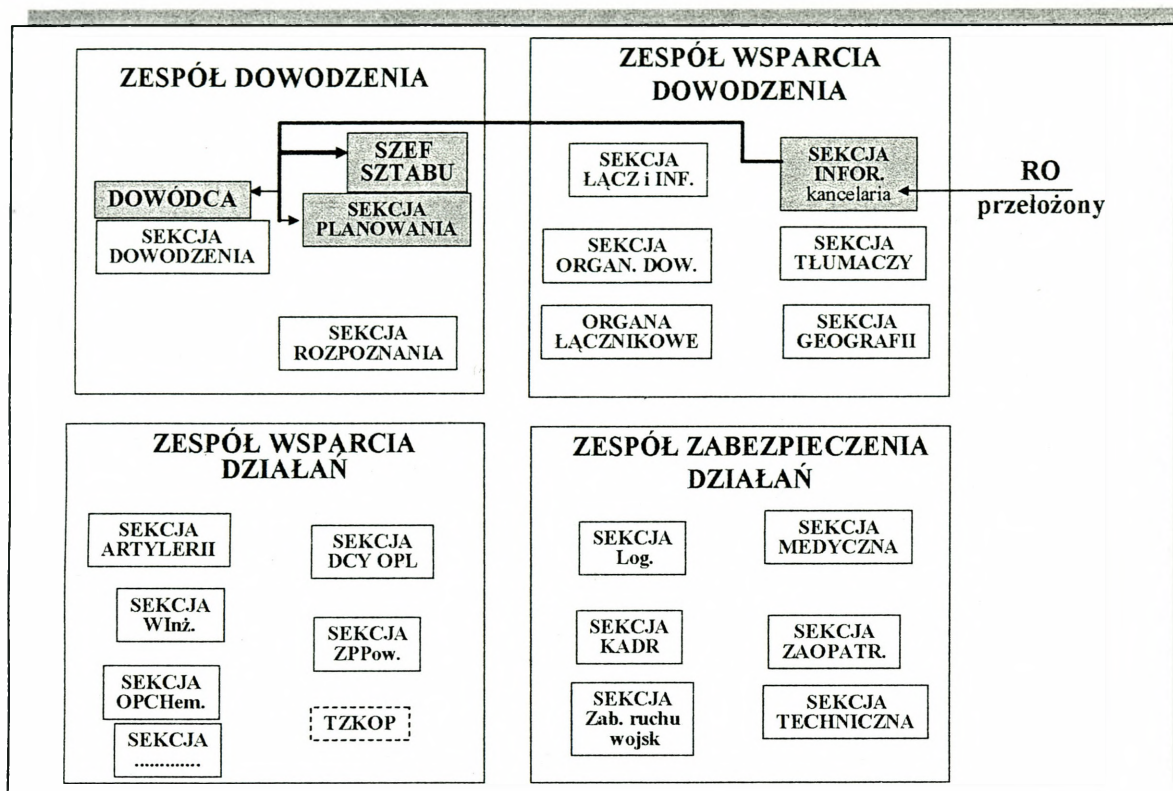 ZESPÓŁ DOWODZENIA
SZEF
SZTABU
DOWÓDCA
SEKCJA
PLANOWANIA
SEKCJA
DOWODZENIA
SEKCJA
ROZPOZNANIA
ZESPÓŁ WSPARCIA
DOWODZENIA
SEKCJA
ŁĄCZ i INF.
SEKCJA
INFOR.
kancelaria
RO
przełożony
SEKCJA
ORGAN. DOW.
SEKCJA
TŁUMACZY
ORGANA
ŁĄCZNIKOWE
SEKCJA
GEOGRAFII
ZESPÓŁ WSPARCIA
DZIAŁAŃ
SEKCJA
ARTYLERII
SEKCJA
DCY OPL
SEKCJA
WInż.
SEKCJA
ZPPow.
SEKCJA
OPCHem.
TZKOP
SEKCJA
.............
ZESPÓŁ ZABEZPIECZENIA
DZIAŁAŃ
SEKCJA
Log.
SEKCJA
MEDYCZNA
SEKCJA
KADR
SEKCJA
ZAOPATR.
SEKCJA
Zab. ruchu
wojsk
SEKCJA
TECHNICZNA